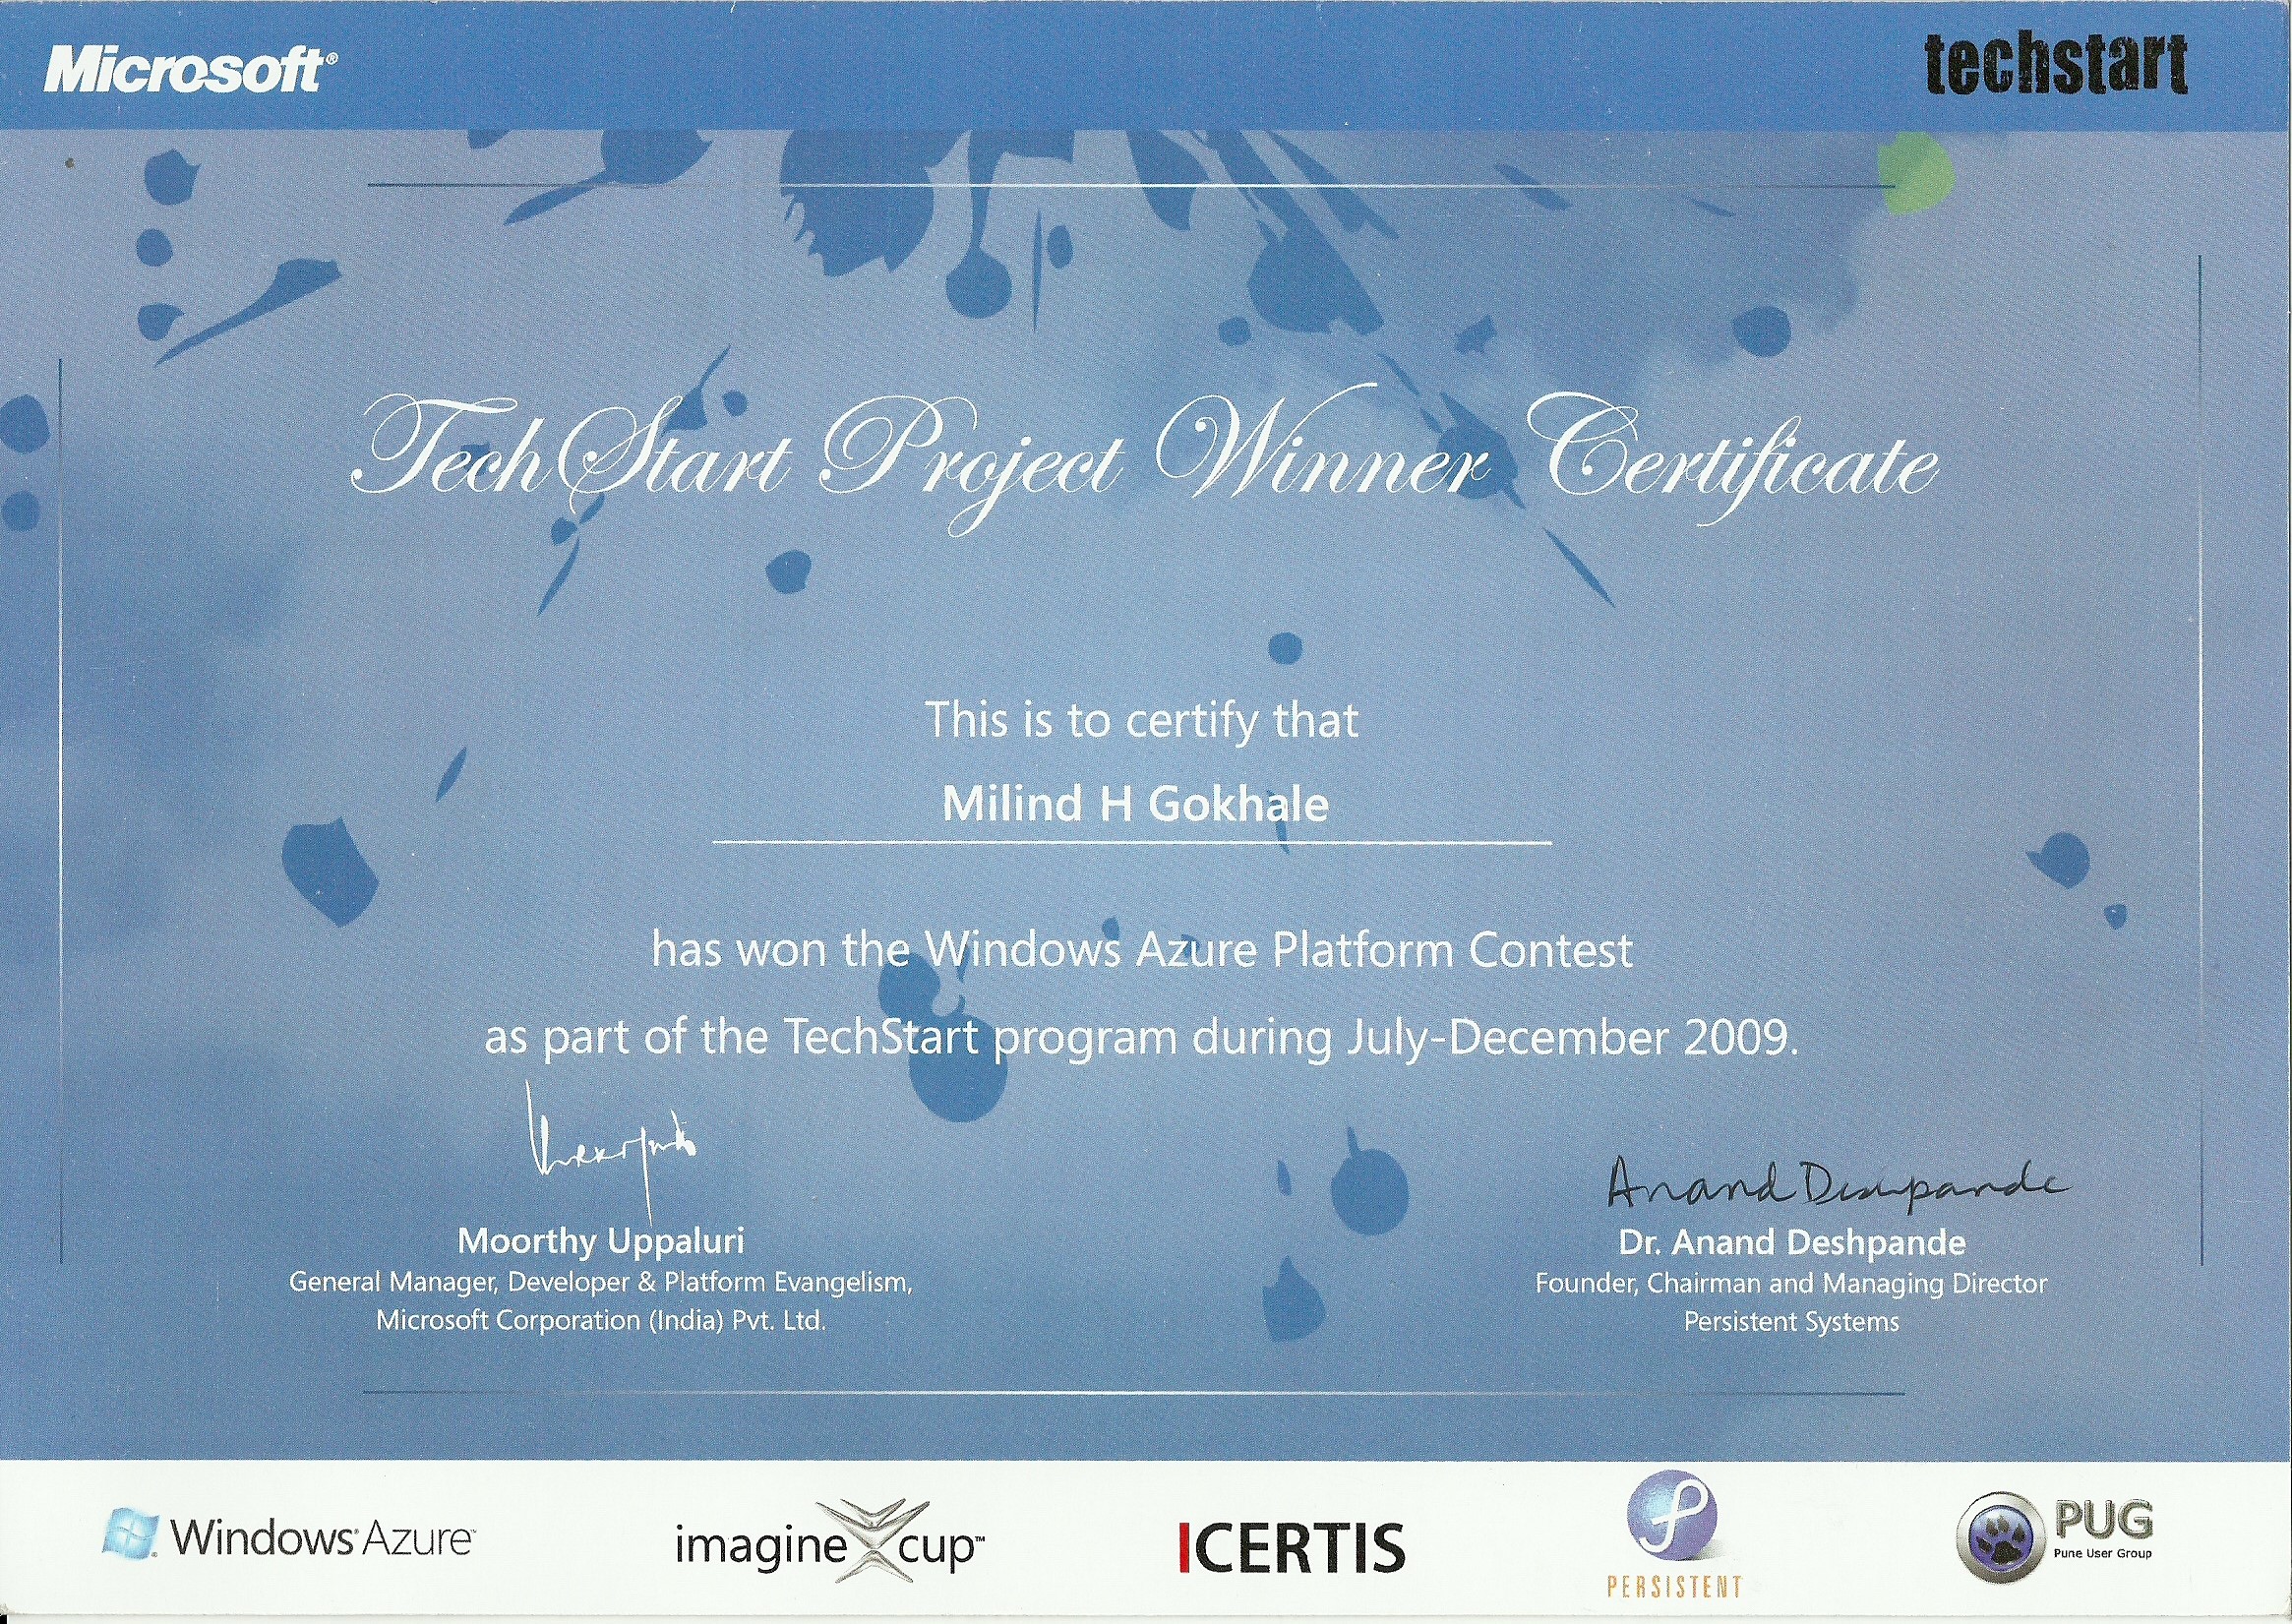 Microsoft®
techstart
TechStart Project Winner Certificate
This is to certify that
Milind H Gokhale
has won the Windows Azure Platform Contest
as part of the TechStart program during July-December 2009.
Anand Deshpande
Moorthy Uppaluri
General Manager, Developer & Platform Evangelism,
Microsoft Corporation (India) Pvt. Ltd.
Dr. Anand Deshpande
Founder, Chairman and Managing Director
Persistent Systems
Windows® Azure™
imagine cup™
ICERTIS
PERSISTENT
PUG
Pune User Group